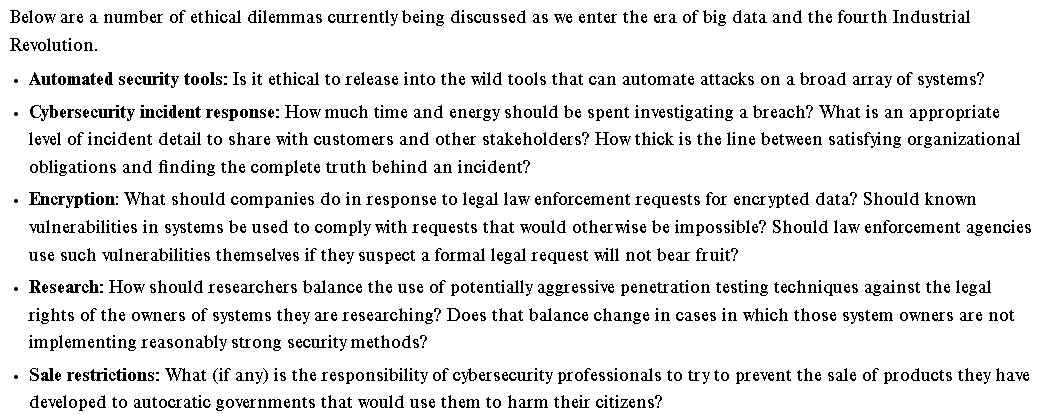 Below are a number of ethical dilemmas currently being discussed as we enter the era of big data and the fourth Industrial
Revolution.
• Automated security tools: Is it ethical to release into the wild tools that can automate attacks on a broad array of systems?
• Cybersecurity incident response: How much time and energy should be spent investigating a breach? What is an appropriate
level of incident detail to share with customers and other stakeholders? How thick is the line between satisfying organizational
obligations and finding the complete truth behind an incident?
• Encryption: What should companies do in response to legal law enforcement requests for encrypted data? Should known
vulnerabilities in systems be used to comply with requests that would otherwise be impossible? Should law enforcement agencies
use such vulnerabilities themselves if they suspect a formal legal request will not bear fruit?
• Research: How should researchers balance the use of potentially aggressive penetration testing techniques against the legal
rights of the owners of systems they are researching? Does that balance change in cases in which those system owners are not
implementing reasonably strong security methods?
• Sale restrictions: What (if any) is the responsibility of cybersecurity professionals to try to prevent the sale of products they have
developed to autocratic governments that would use them to harm their citizens?